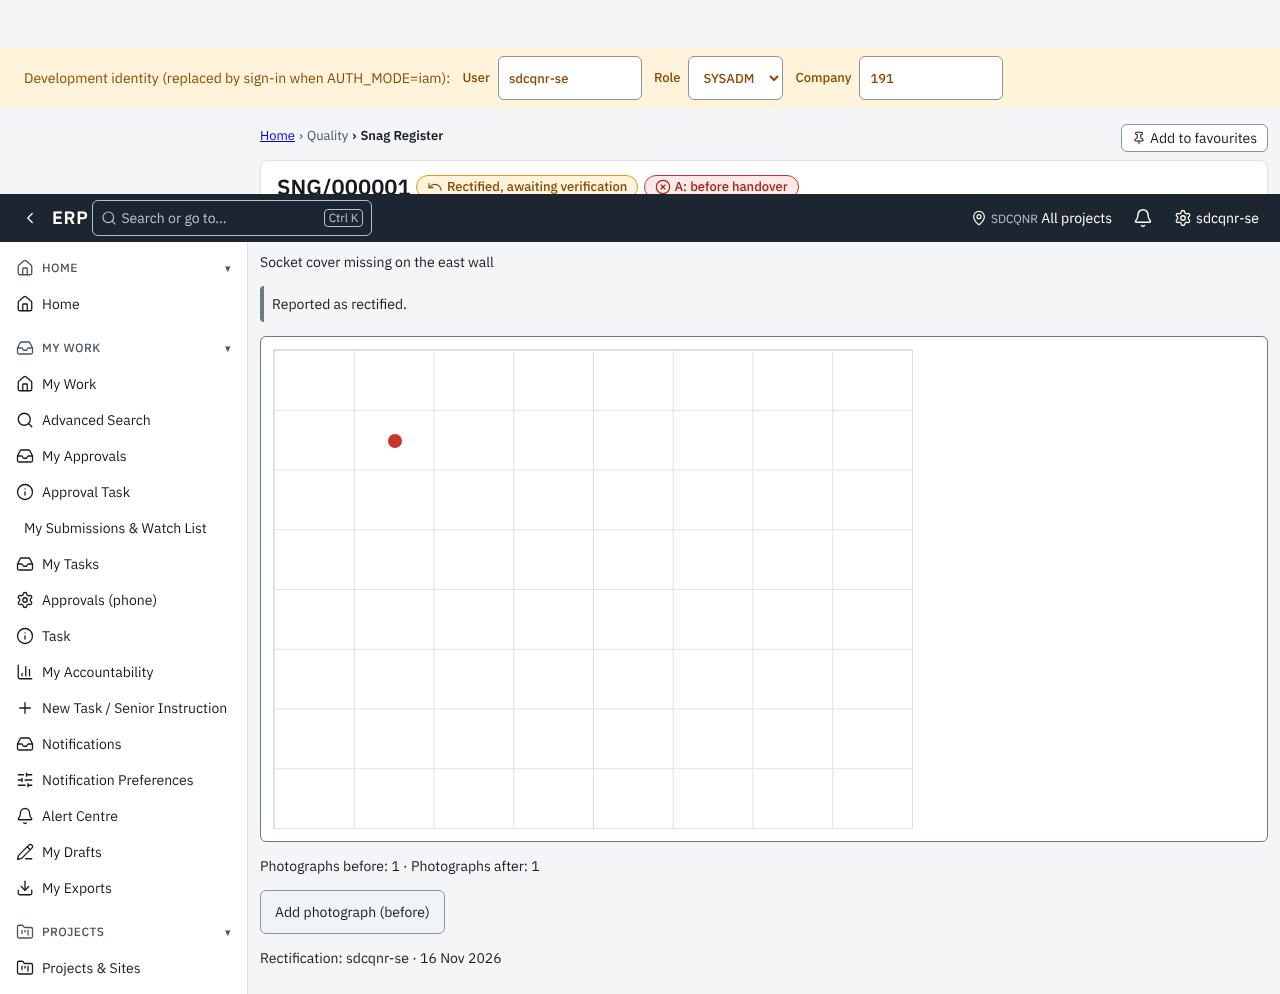 Development identity (replaced by sign-in when AUTH_MODE=iam): User sdcqnr-se Role SYSADM Company 191
Home › Quality › Snag Register
Add to favourites
SNG/000001 Rectified, awaiting verification A: before handover
ERP Search or go to... Ctrl K SDCQNR All projects sdcqnr-se
HOME
Home
MY WORK
My Work
Advanced Search
My Approvals
Approval Task
My Submissions & Watch List
My Tasks
Approvals (phone)
Task
My Accountability
New Task / Senior Instruction
Notifications
Notification Preferences
Alert Centre
My Drafts
My Exports
PROJECTS
Projects & Sites
Socket cover missing on the east wall
Reported as rectified.
Photographs before: 1 · Photographs after: 1
Add photograph (before)
Rectification: sdcqnr-se · 16 Nov 2026